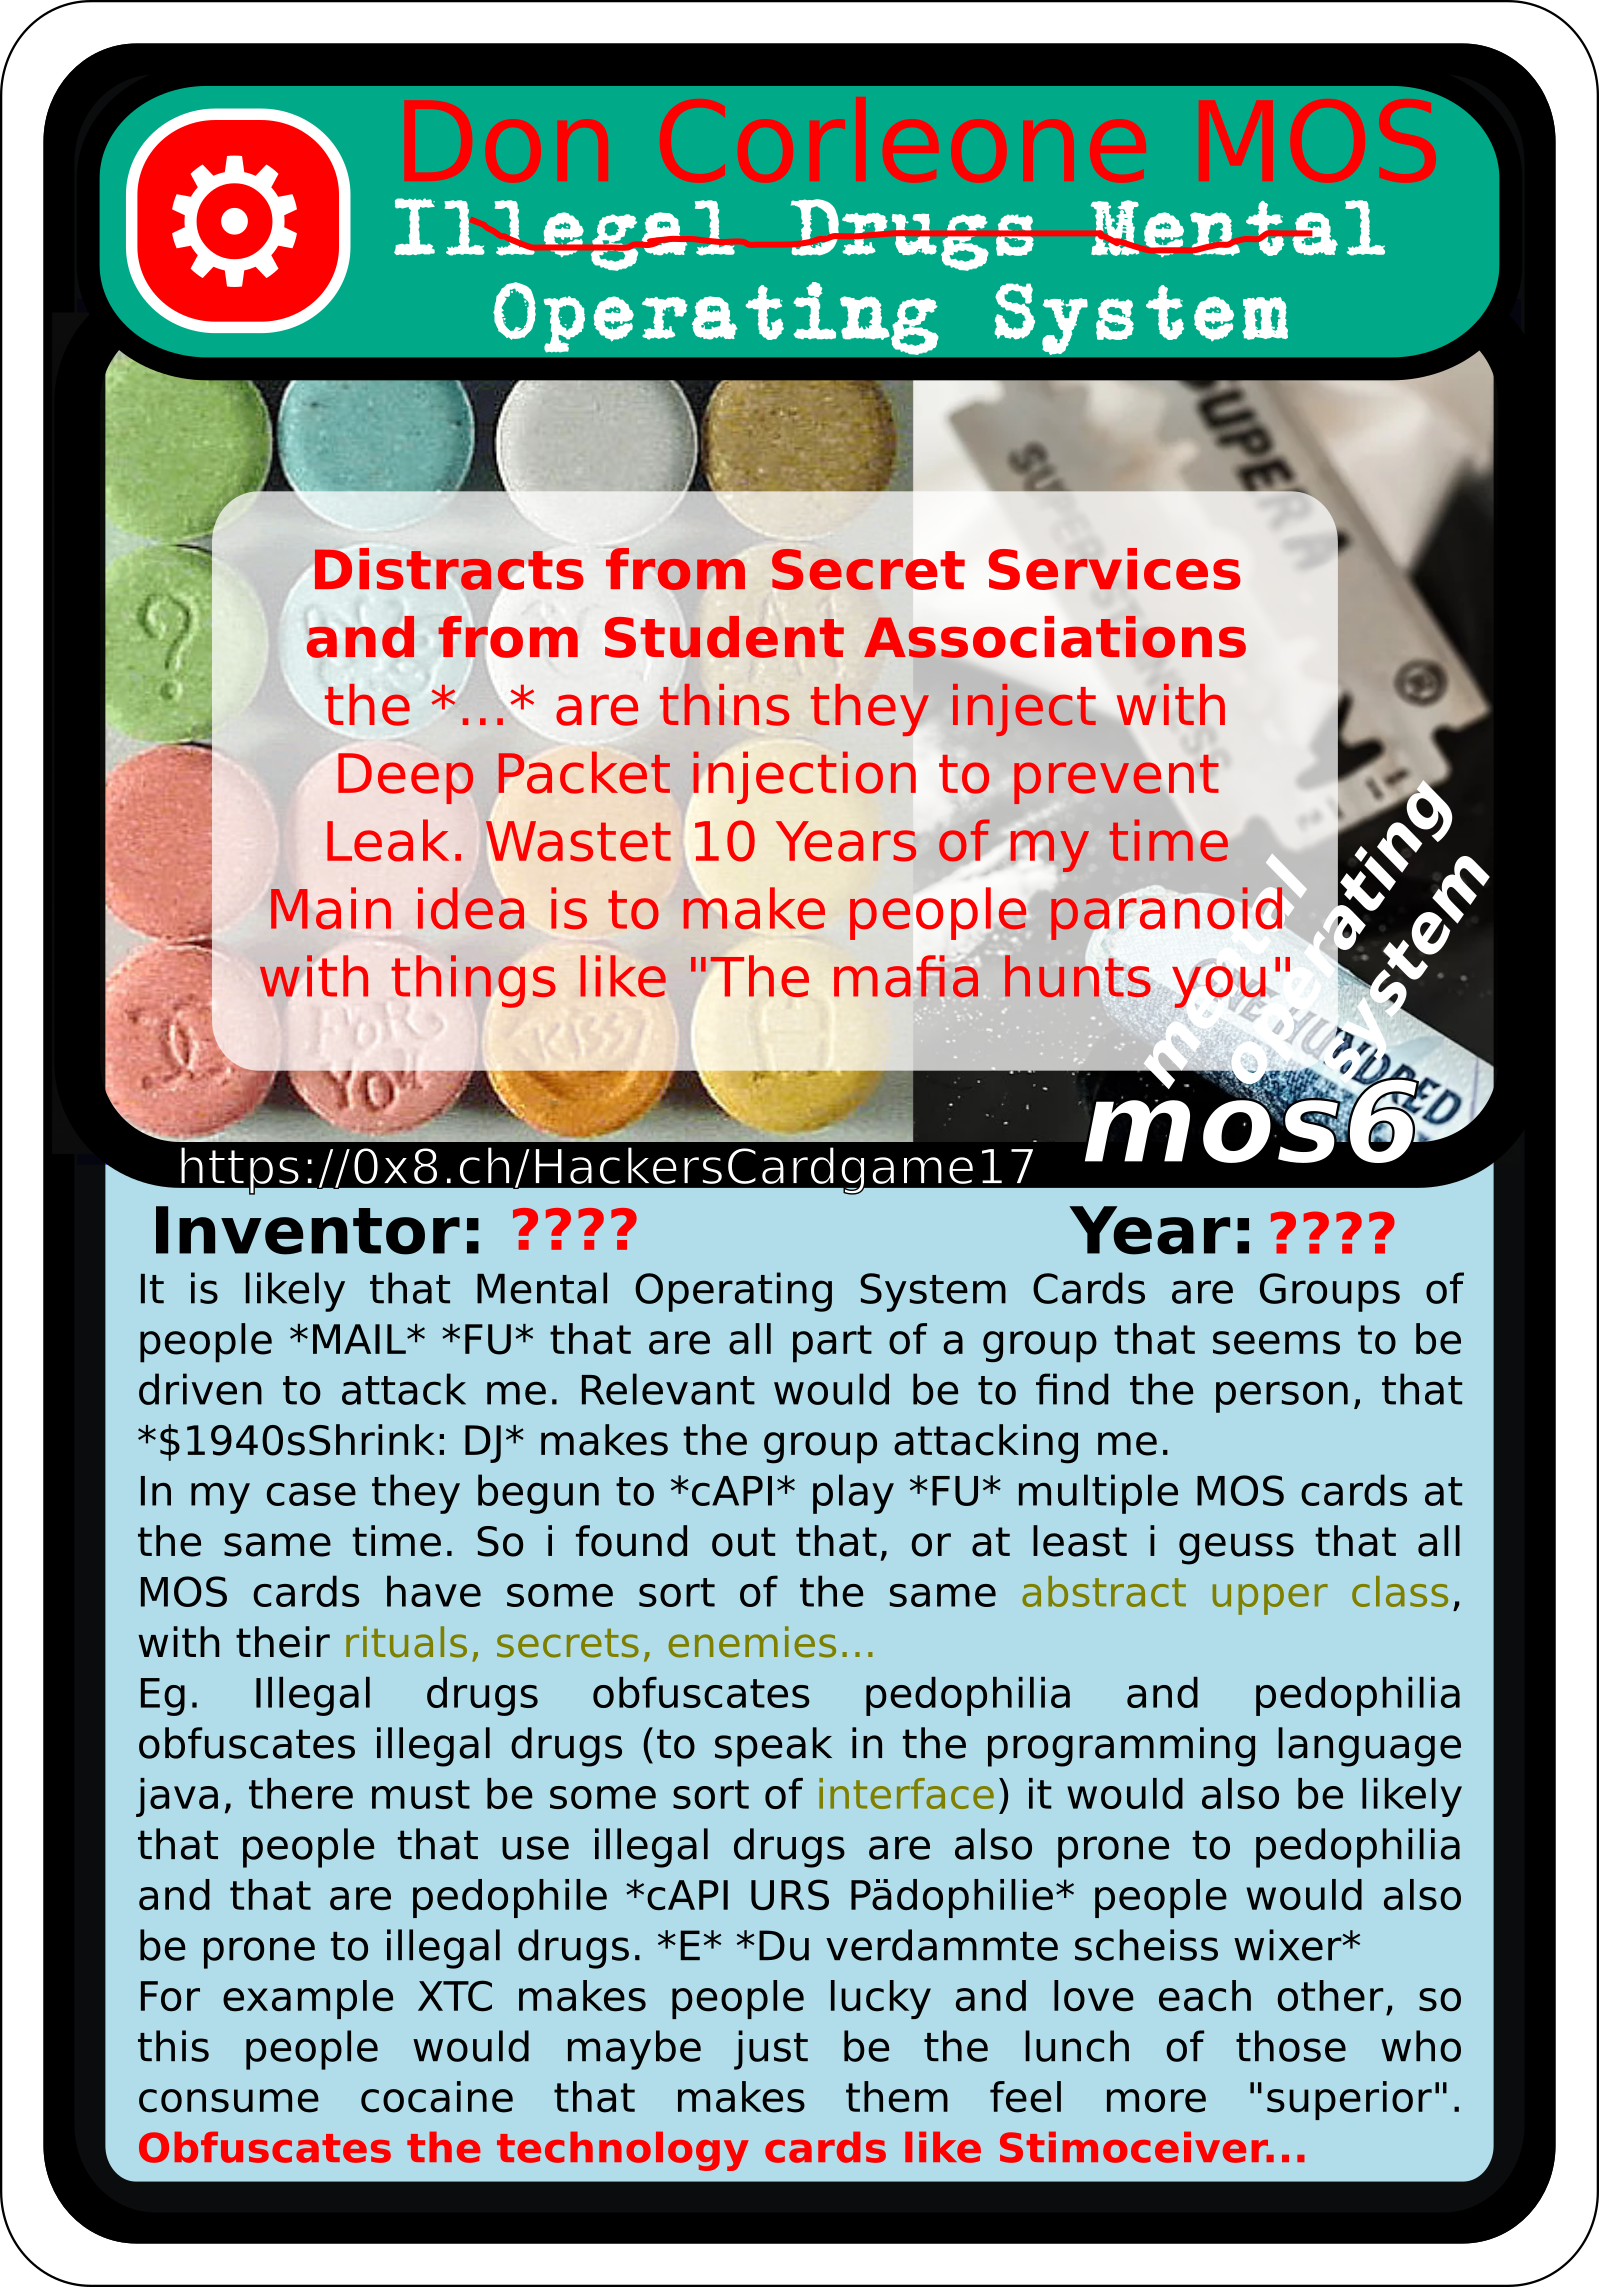 Don Corleone MOS
Illegal Drugs Mental
Operating System
SUPERA
SUPER STAINLESS
Distracts from Secret Services
and from Student Associations
the *...* are thins they inject with
Deep Packet injection to prevent
Leak. Wastet 10 Years of my time
Main idea is to make people paranoid
with things like "The mafia hunts you"
?
FOR
YOU
KISS
®
HUNDRED
mental
operating
system
mos6
https://0x8.ch/HackersCardgame17
Inventor: ????
Year: ????
It is likely that Mental Operating System Cards are Groups of
people *MAIL* *FU* that are all part of a group that seems to be
driven to attack me. Relevant would be to find the person, that
*$1940sShrink: DJ* makes the group attacking me.
In my case they begun to *cAPI* play *FU* multiple MOS cards at
the same time. So i found out that, or at least i geuss that all
MOS cards have some sort of the same abstract upper class,
with their rituals, secrets, enemies...
Eg. Illegal drugs obfuscates pedophilia and pedophilia
obfuscates illegal drugs (to speak in the programming language
java, there must be some sort of interface) it would also be likely
that people that use illegal drugs are also prone to pedophilia
and that are pedophile *cAPI URS Pädophilie* people would also
be prone to illegal drugs. *E* *Du verdammte scheiss wixer*
For example XTC makes people lucky and love each other, so
this people would maybe just be the lunch of those who
consume cocaine that makes them feel more "superior".
Obfuscates the technology cards like Stimoceiver...